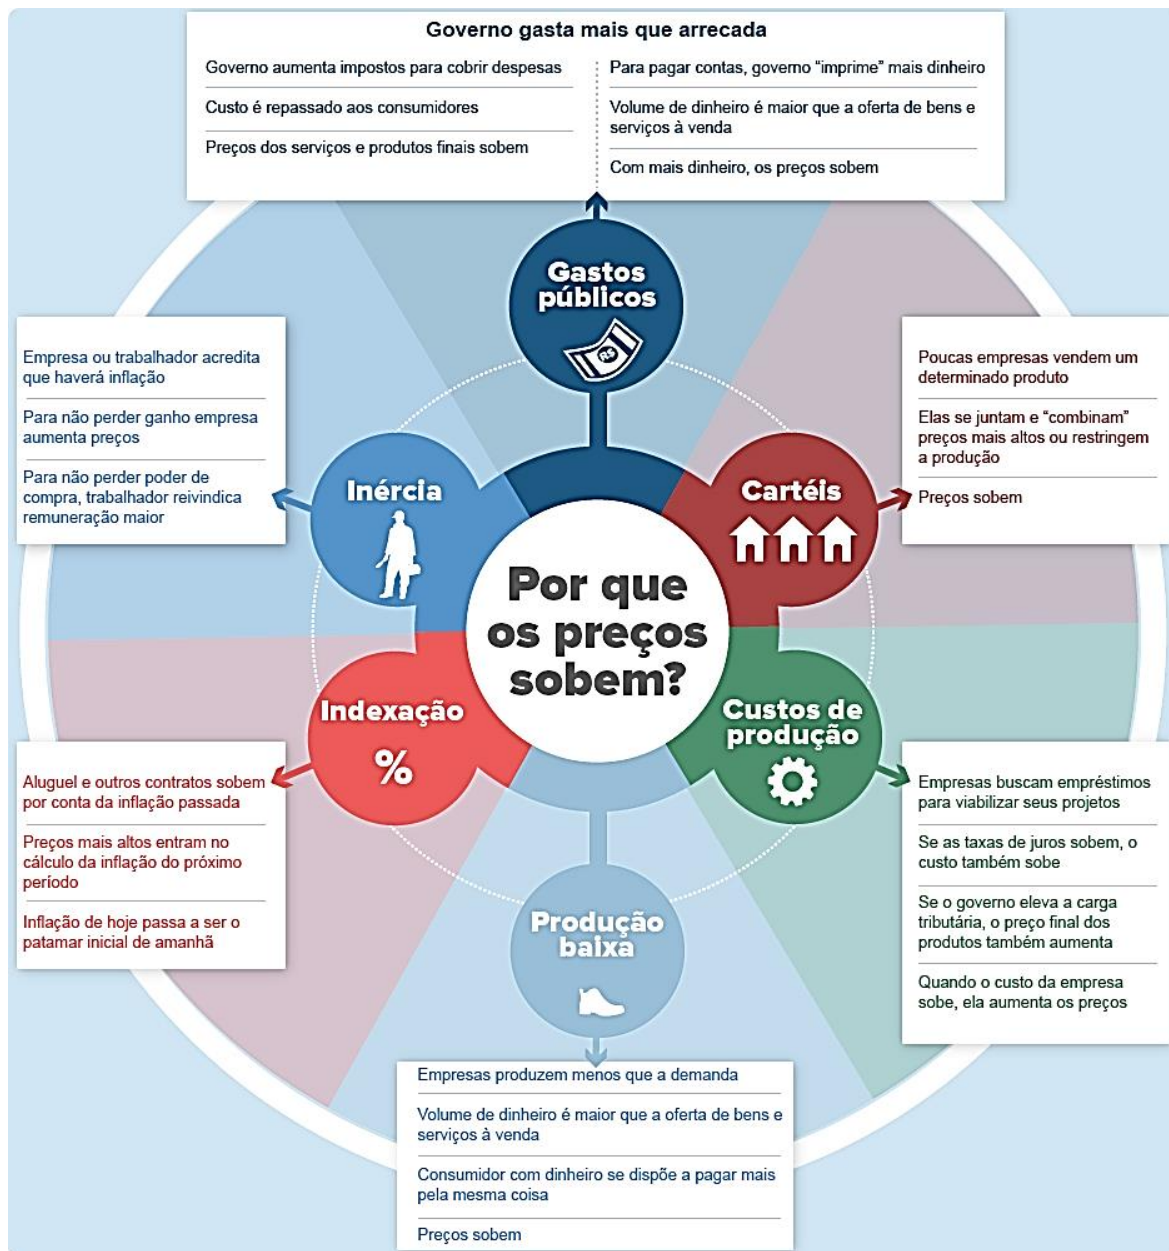 Governo gasta mais que arrecada
Governo aumenta impostos para cobrir despesas
Custo é repassado aos consumidores
Preços dos serviços e produtos finais sobem
Para pagar contas, governo “imprime” mais dinheiro
Volume de dinheiro é maior que a oferta de bens e
serviços à venda
Com mais dinheiro, os preços sobem
Gastos
públicos
R$
Empresa ou trabalhador acredita
que haverá inflação
Para não perder ganho empresa
aumenta preços
Para não perder poder de
compra, trabalhador reivindica
remuneração maior
Inércia
Cartéis
Poucas empresas vendem um
determinado produto
Elas se juntam e “combinam”
preços mais altos ou restringem
a produção
Preços sobem
Por que
os preços
sobem?
Indexação
%
Aluguel e outros contratos sobem
por conta da inflação passada
Preços mais altos entram no
cálculo da inflação do próximo
período
Inflação de hoje passa a ser o
patamar inicial de amanhã
Custos de
produção
Empresas buscam empréstimos
para viabilizar seus projetos
Se as taxas de juros sobem, o
custo também sobe
Se o governo eleva a carga
tributária, o preço final dos
produtos também aumenta
Quando o custo da empresa
sobe, ela aumenta os preços
Produção
baixa
Empresas produzem menos que a demanda
Volume de dinheiro é maior que a oferta de bens e
serviços à venda
Consumidor com dinheiro se dispõe a pagar mais
pela mesma coisa
Preços sobem